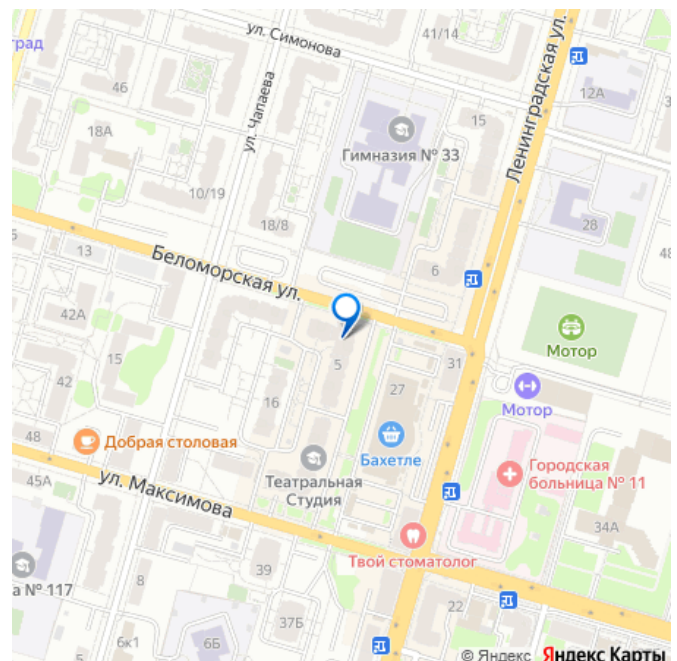 ул. Симонова
41/14
Ленинградская ул.
град
46
ул. Чапаева
12А
15
18А
Гимназия № 33
10/19
18/8
28
48
13
Беломорская ул.
6
42А
Мотор
15
5
31
42
16
27
Мотор
48
Добрая столовая
Бахетле
Городская
больница № 11
45А
ул. Максимова
Театральная
Студия
34А
Твой стоматолог
а № 117
8
39
22
37Б
6к1
6Б
5
© Яндекс Яндекс Карты